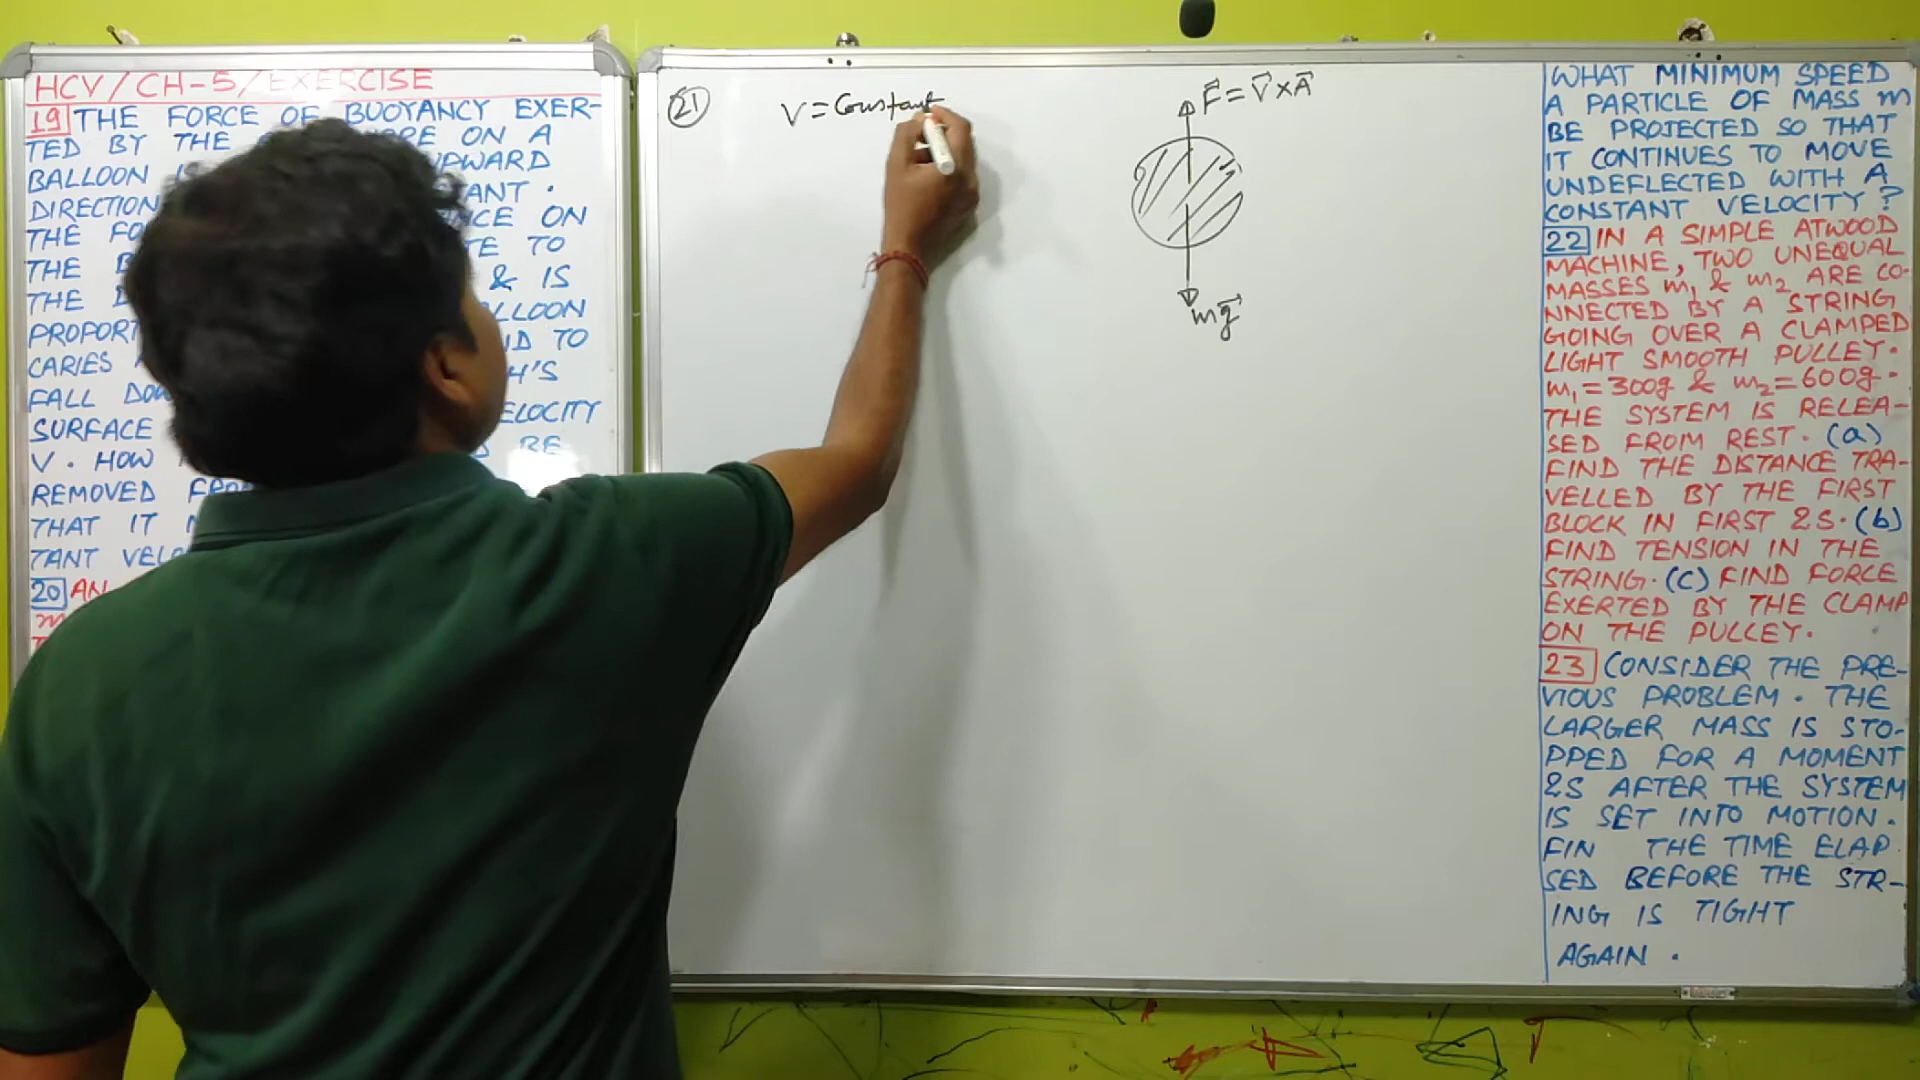 HCV/CH-5/EXERCISE
19 THE FORCE OF BUOYANCY EXER-
TED BY THE ON A
BALLOON UPWARD
DIRECTION
THE ON
THE TO
THE & IS
CARIES
FALL
SURFACE
V. HOW BE
REMOVED
THAT IT
TANT
20 AN
21 V = Constant
F⃗ = V⃗ × A⃗
mg⃗
WHAT MINIMUM SPEED
A PARTICLE OF MASS m
BE PROJECTED SO THAT
IT CONTINUES TO MOVE
UNDEFLECTED WITH A
CONSTANT VELOCITY?
22 IN A SIMPLE ATWOOD
MACHINE, TWO UNEQUAL
MASSES m₁ & m₂ ARE CO-
NNECTED BY A STRING
GOING OVER A CLAMPED
LIGHT SMOOTH PULLEY.
m₁=300g & m₂=600g.
THE SYSTEM IS RELEA-
SED FROM REST. (a)
FIND THE DISTANCE TRA-
VELLED BY THE FIRST
BLOCK IN FIRST 2S. (b)
FIND TENSION IN THE
STRING. (c) FIND FORCE
EXERTED BY THE CLAMP
ON THE PULLEY.
23 CONSIDER THE PRE-
VIOUS PROBLEM. THE
LARGER MASS IS STO-
PPED FOR A MOMENT
2S AFTER THE SYSTEM
IS SET INTO MOTION.
FIN THE TIME ELAP
SED BEFORE THE STR-
ING IS TIGHT
AGAIN.